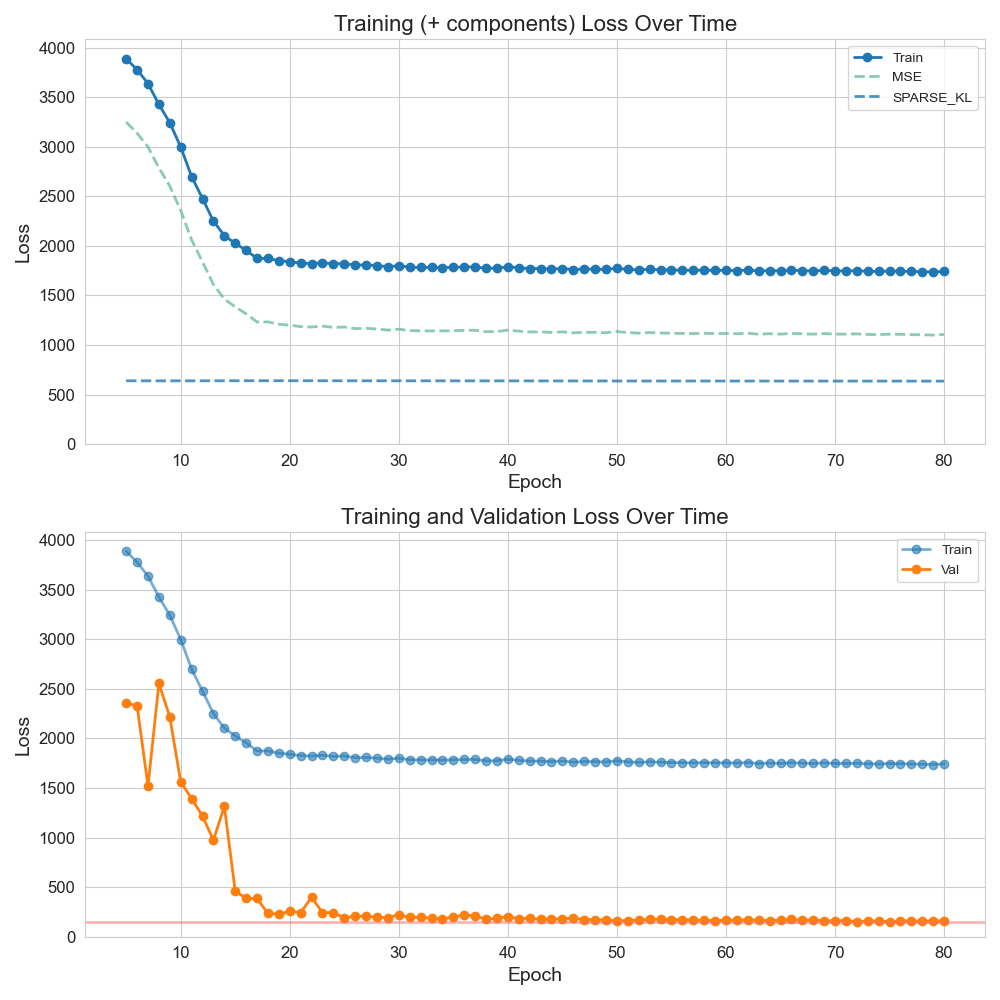 Training (+ components) Loss Over Time
4000
3500
3000
2500
2000
1500
1000
500
0
Loss
Train
MSE
SPARSE_KL
10 20 30 40 50 60 70 80
Epoch
Training and Validation Loss Over Time
4000
3500
3000
2500
2000
1500
1000
500
0
Loss
Train
Val
10 20 30 40 50 60 70 80
Epoch